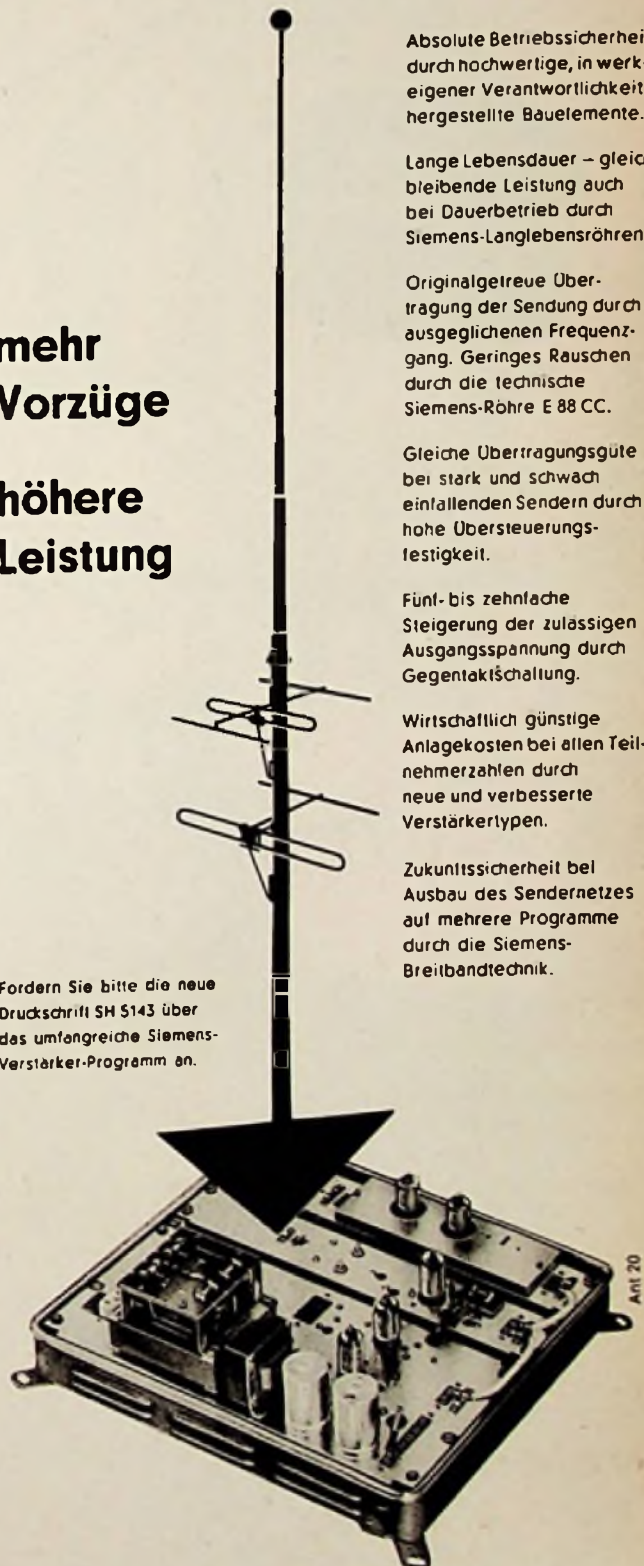 mehr
Vorzüge
höhere
Leistung
Fordern Sie bitte die neue
Druckschrift SH 5143 über
das umfangreiche Siemens-
Verstärker-Programm an.
Absolute Betriebssicherhei
durch hochwertige, in werk
eigener Verantwortlichkeit
hergestellte Bauelemente.
Lange Lebensdauer – gleic
bleibende Leistung auch
bei Dauerbetrieb durch
Siemens-Langlebensröhren
Originalgetreue Über-
tragung der Sendung durch
ausgeglichenen Frequenz-
gang. Geringes Rauschen
durch die technische
Siemens-Röhre E 88 CC.
Gleiche Übertragungsgüte
bei stark und schwach
einfallenden Sendern durch
hohe Übersteuerungs-
festigkeit.
Fünf- bis zehnfache
Steigerung der zulässigen
Ausgangsspannung durch
Gegentaktschaltung.
Wirtschaftlich günstige
Anlagekosten bei allen Teil-
nehmerzahlen durch
neue und verbesserte
Verstärkertypen.
Zukunftssicherheit bei
Ausbau des Sendernetzes
auf mehrere Programme
durch die Siemens-
Breitbandtechnik.
Ant 20